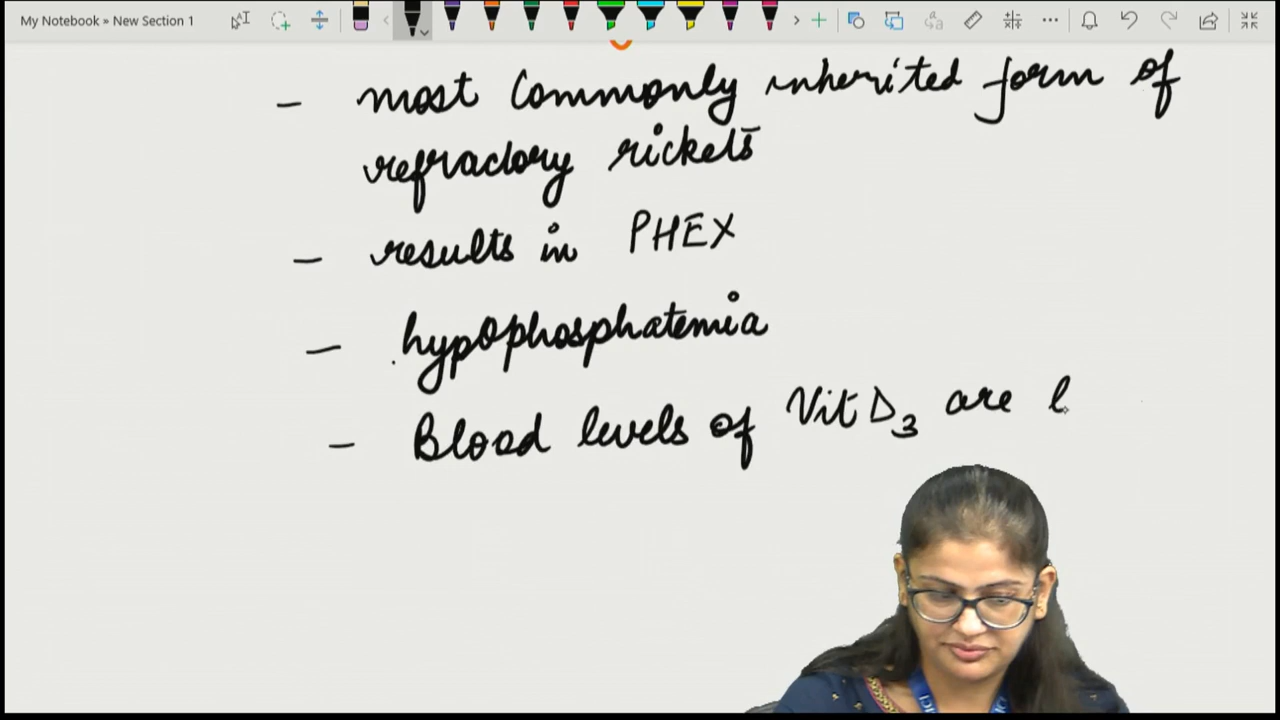 My Notebook » New Section 1
- most Commonly inherited form of
refractory rickets
- results in PHEX
- hypophosphatemia
- Blood levels of Vit D3 are l